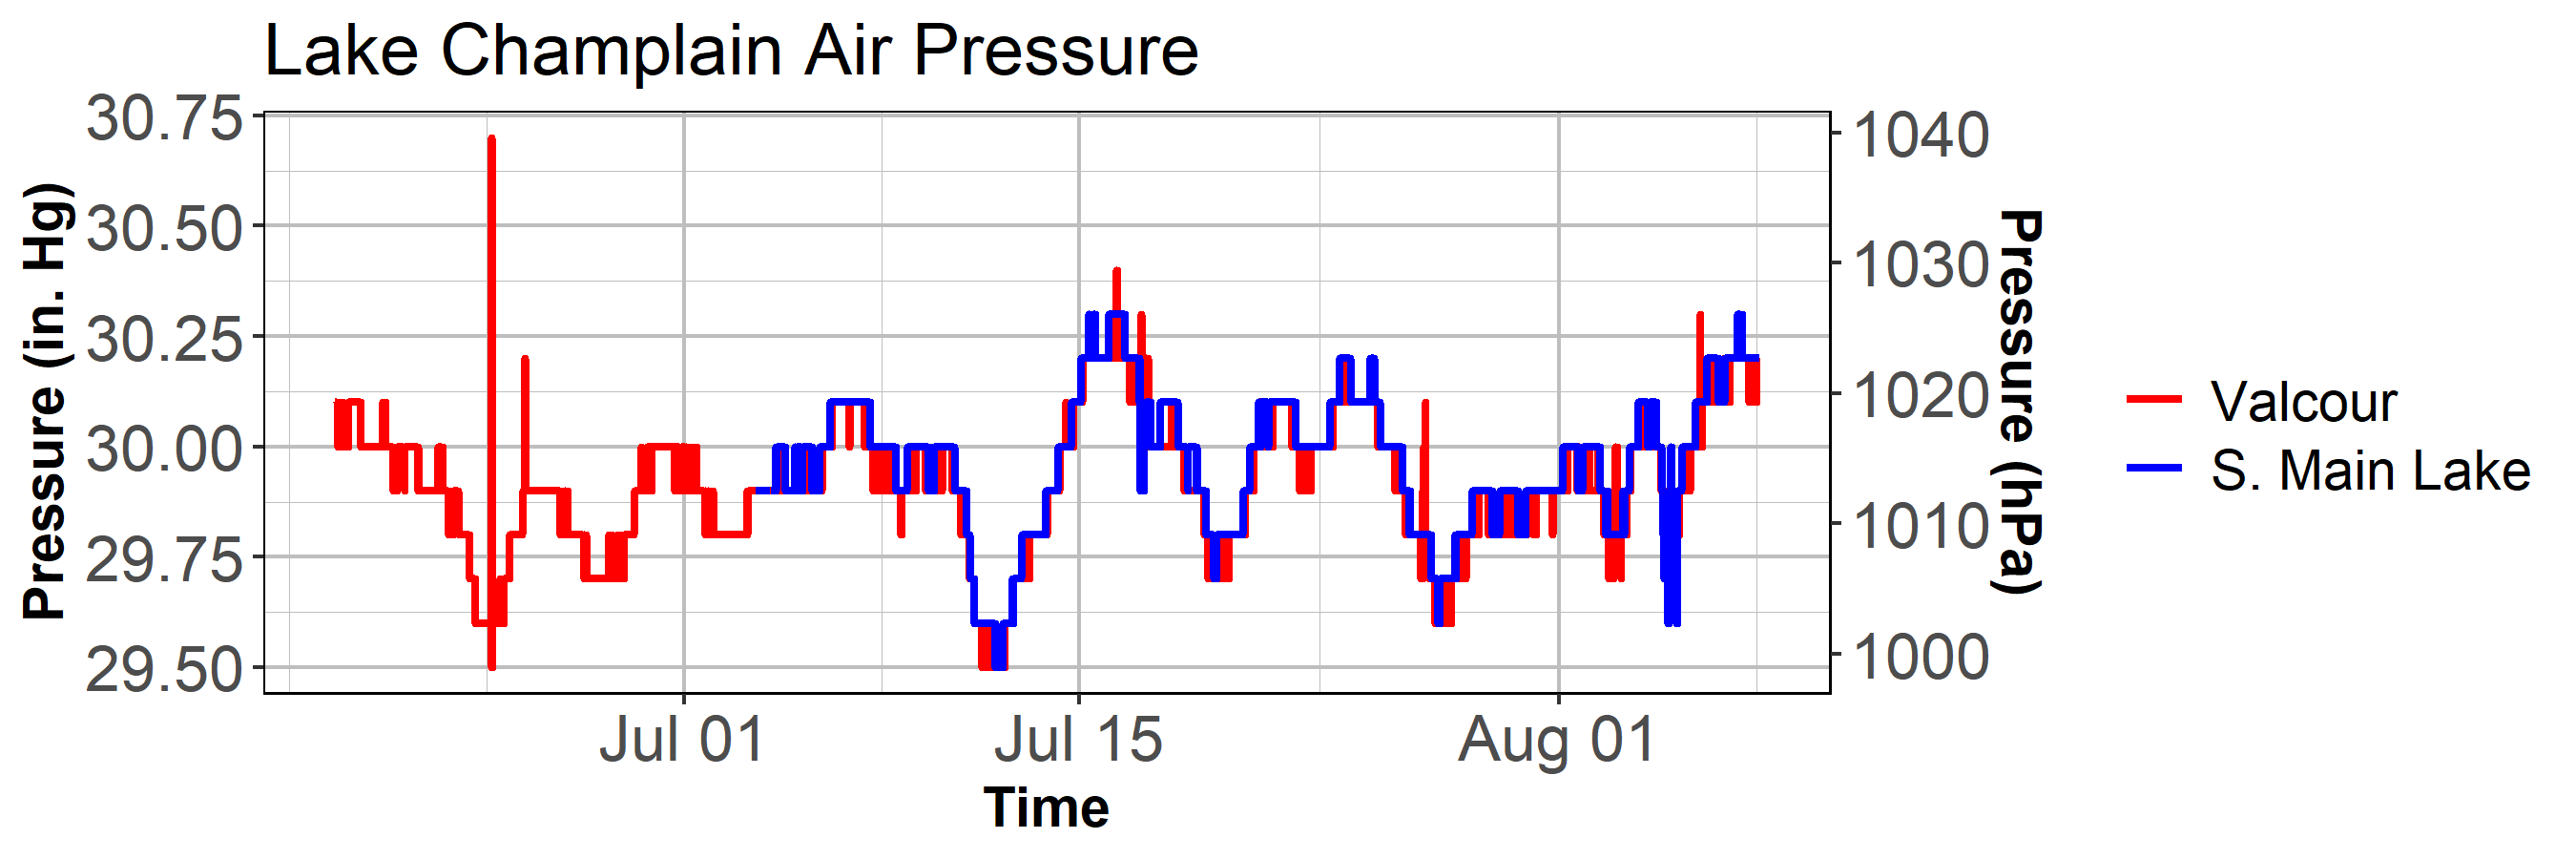 Lake Champlain Air Pressure
Pressure (in. Hg)
30.75
30.50
30.25
30.00
29.75
29.50
1040
1030
1020
1010
1000
Pressure (hPa)
Jul 01
Jul 15
Aug 01
Time
Valcour
S. Main Lake